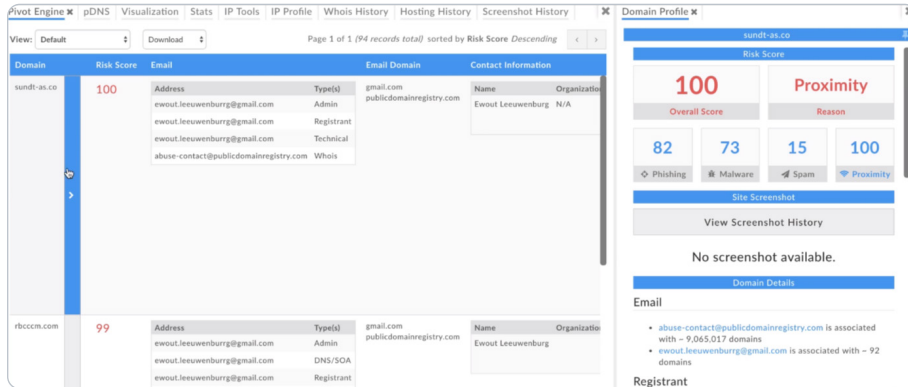 Pivot Engine × pDNS Visualization Stats IP Tools IP Profile Whois History Hosting History Screenshot History ×
View: Default Download Page 1 of 1 (94 records total) sorted by Risk Score Descending < >
Domain Risk Score Email Email Domain Contact Information
sundt-as.co 100
Address Type(s)
ewout.leeuwenburrg@gmail.com Admin
ewout.leeuwenburrg@gmail.com Registrant
ewout.leeuwenburrg@gmail.com Technical
abuse-contact@publicdomainregistry.com Whois
gmail.com
publicdomainregistry.com
Name Organizatio
Ewout Leeuwenburg N/A
rbcccm.com 99
Address Type(s)
ewout.leeuwenburrg@gmail.com Admin
ewout.leeuwenburrg@gmail.com DNS/SOA
ewout.leeuwenburrg@gmail.com Registrant
gmail.com
publicdomainregistry.com
Name Organizatio
Ewout Leeuwenburg
Domain Profile ×
sundt-as.co
Risk Score
100 Proximity
Overall Score Reason
82 73 15 100
Phishing Malware Spam Proximity
Site Screenshot
View Screenshot History
No screenshot available.
Domain Details
Email
• abuse-contact@publicdomainregistry.com is associated
with ~ 9,065,017 domains
• ewout.leeuwenburrg@gmail.com is associated with ~ 92
domains
Registrant